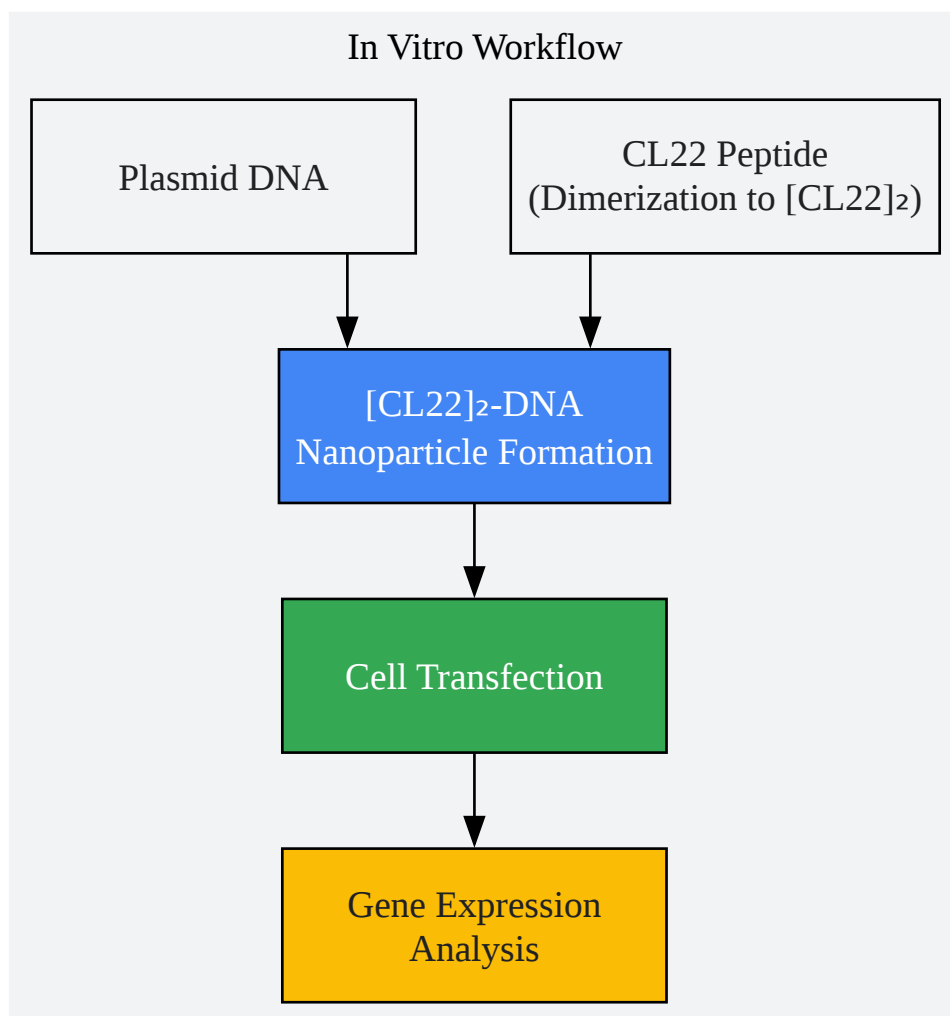 In Vitro Workflow
Plasmid DNA
CL22 Peptide
(Dimerization to [CL22]₂)
[CL22]₂-DNA
Nanoparticle Formation
Cell Transfection
Gene Expression
Analysis